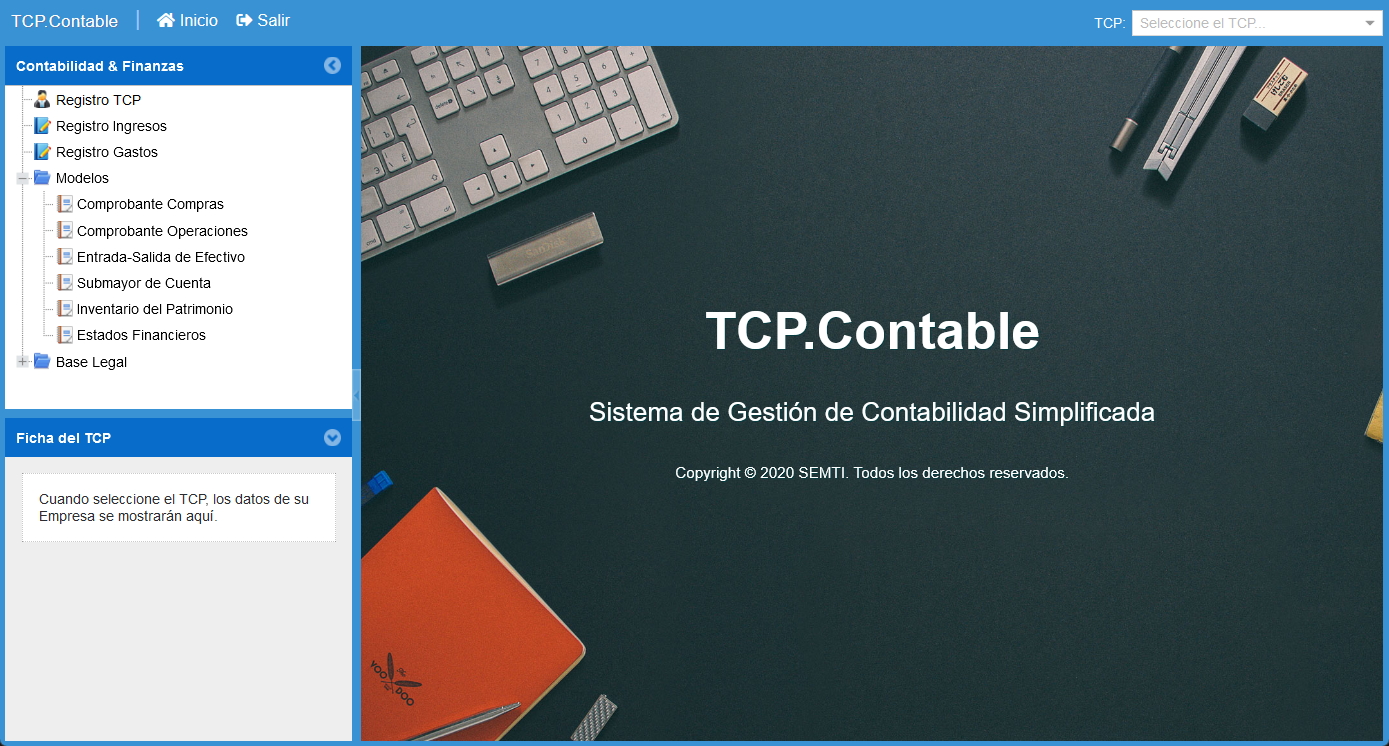 TCP.Contable
Inicio
Salir
TCP:
Seleccione el TCP...
Contabilidad & Finanzas
Registro TCP
Registro Ingresos
Registro Gastos
Modelos
Comprobante Compras
Comprobante Operaciones
Entrada-Salida de Efectivo
Submayor de Cuenta
Inventario del Patrimonio
Estados Financieros
Base Legal
Ficha del TCP
Cuando seleccione el TCP, los datos de su
Empresa se mostrarán aquí.
SanDisk
TCP.Contable
Sistema de Gestión de Contabilidad Simplificada
Copyright © 2020 SEMTI. Todos los derechos reservados.
YOO
DOO